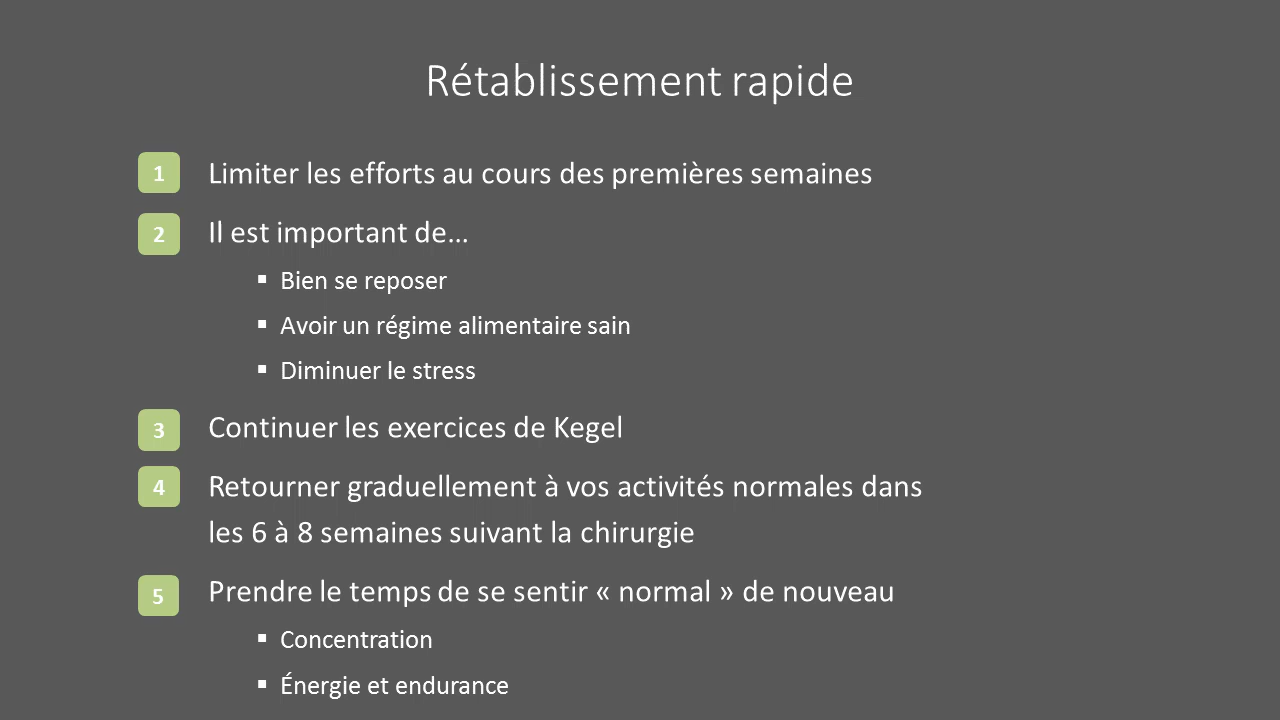 Rétablissement rapide
1 Limiter les efforts au cours des premières semaines
2 Il est important de...
▪ Bien se reposer
▪ Avoir un régime alimentaire sain
▪ Diminuer le stress
3 Continuer les exercices de Kegel
4 Retourner graduellement à vos activités normales dans
les 6 à 8 semaines suivant la chirurgie
5 Prendre le temps de se sentir « normal » de nouveau
▪ Concentration
▪ Énergie et endurance